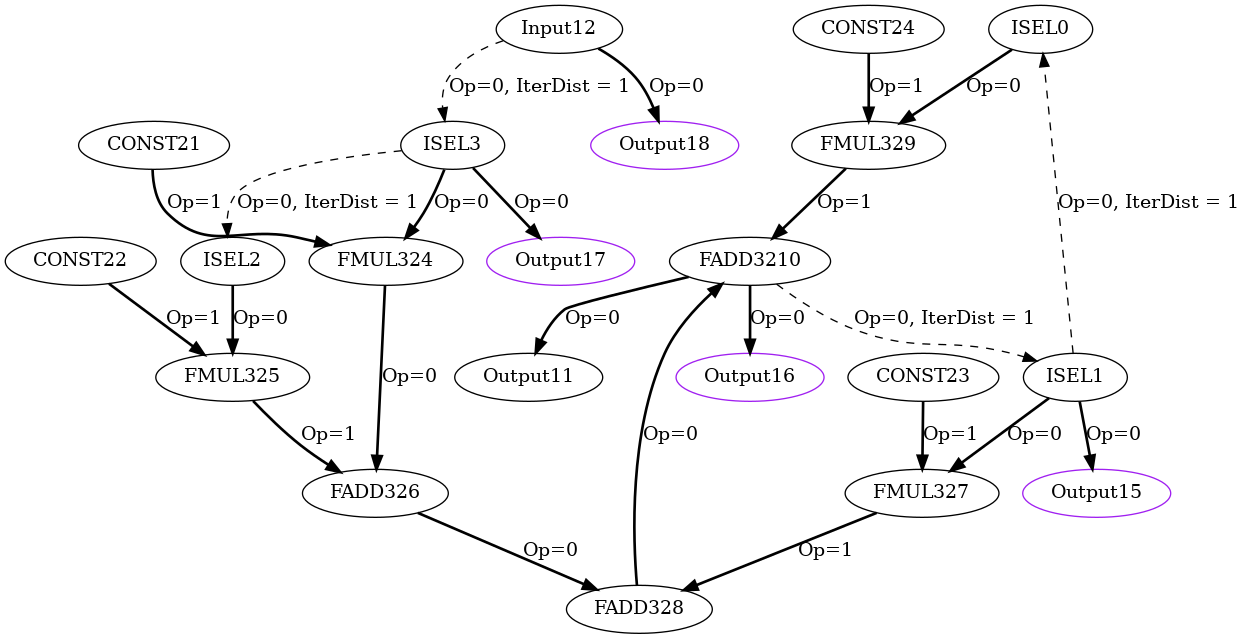 Input12
CONST24
ISEL0
Op=0, IterDist = 1
Op=0
Op=1
Op=0
CONST21
ISEL3
Output18
FMUL329
Op=1
Op=0, IterDist = 1
Op=0
Op=0
Op=1
Op=0, IterDist = 1
CONST22
ISEL2
FMUL324
Output17
FADD3210
Op=1
Op=0
Op=0
Op=0
Op=0, IterDist = 1
FMUL325
Op=0
Output11
Output16
CONST23
ISEL1
Op=1
Op=0
Op=1
Op=0
Op=0
FADD326
FMUL327
Output15
Op=0
Op=1
FADD328